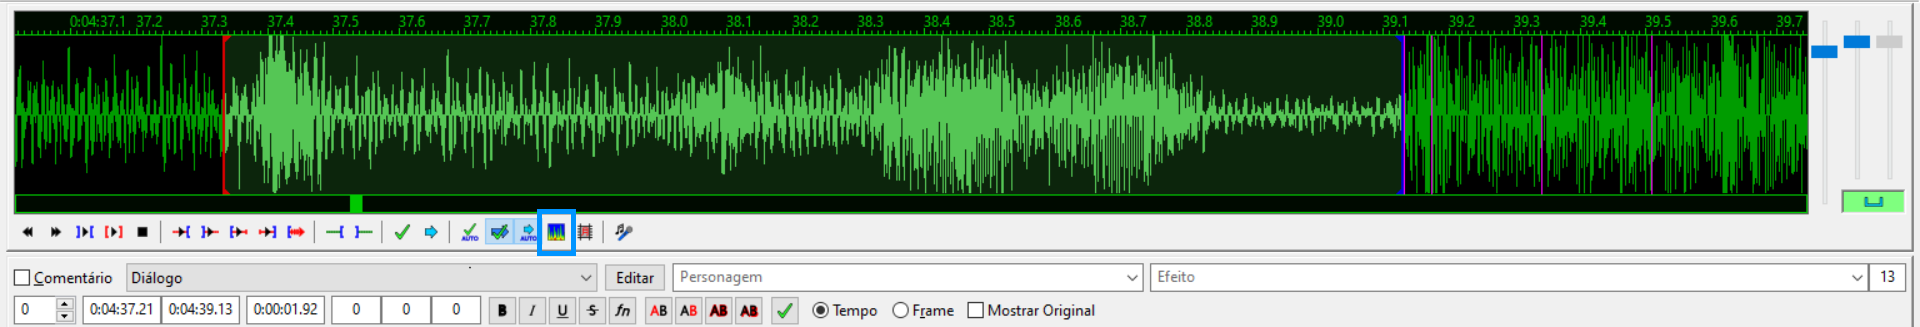 0:04:37.1 37.2 37.3 37.4 37.5 37.6 37.7 37.8 37.9 38.0 38.1 38.2 38.3 38.4 38.5 38.6 38.7 38.8 38.9 39.0 39.1 39.2 39.3 39.4 39.5 39.6 39.7
AUTO AUTO
Comentário Diálogo Editar Personagem Efeito 13
0 0:04:37.21 0:04:39.13 0:00:01.92 0 0 0 B I U S fn AB AB AB AB Tempo Frame Mostrar Original